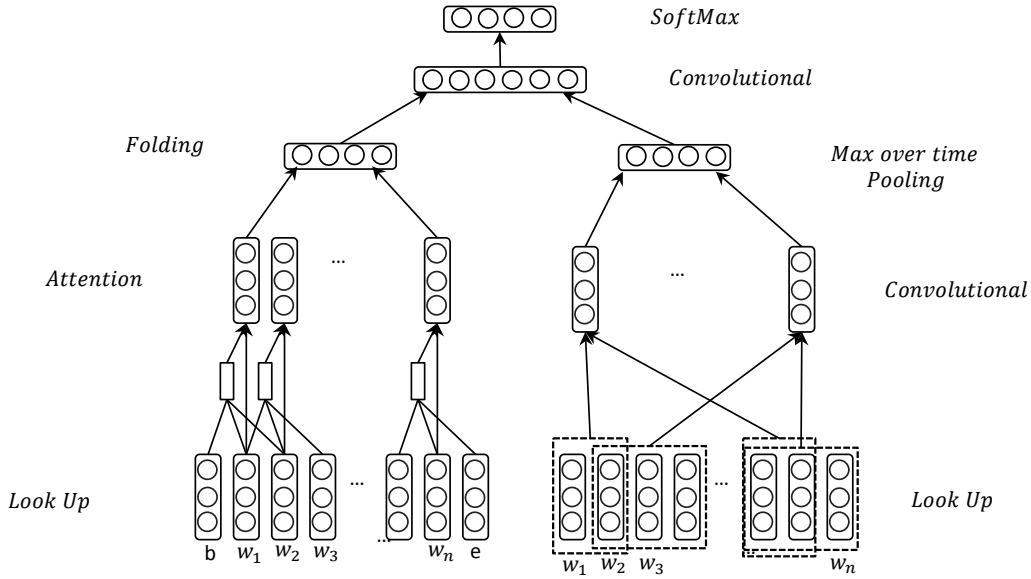 SoftMax
Convolutional
Folding
Max over time
Pooling
...
...
Attention
Convolutional
Look Up
...
...
Look Up
...
b w₁ w₂ w₃ wₙ e
w₁ w₂ w₃ wₙ